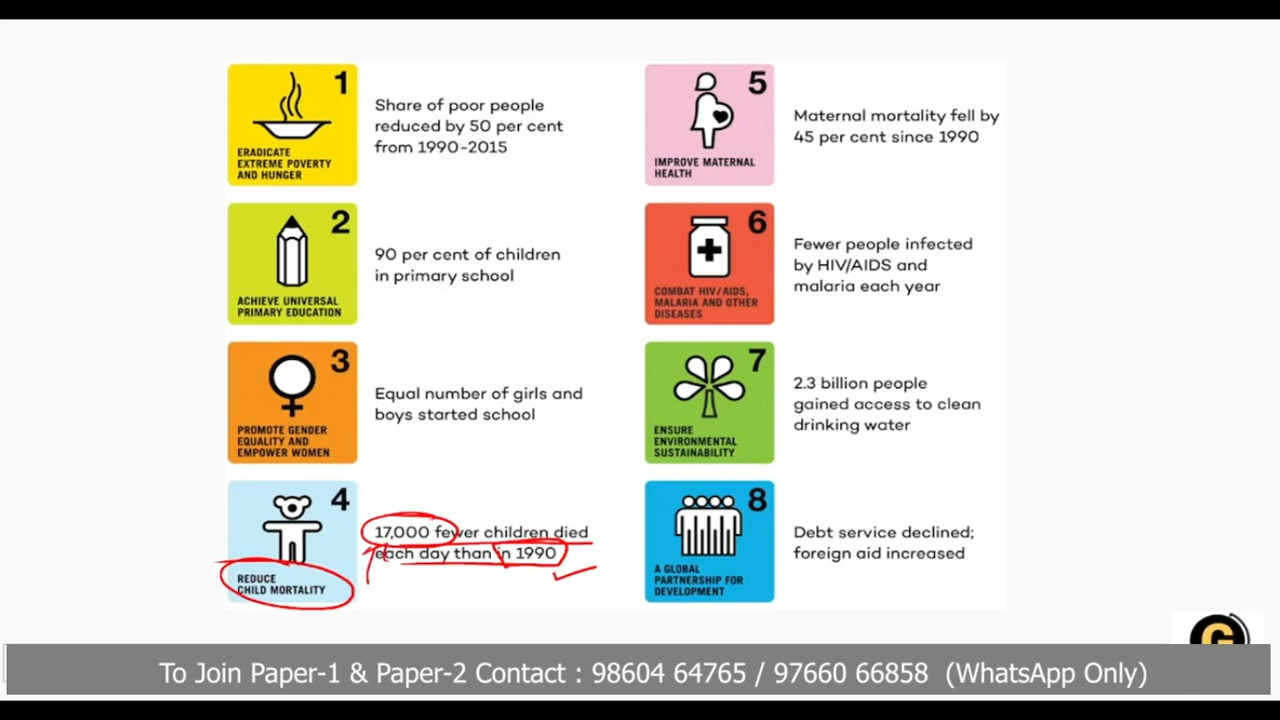 1
ERADICATE
EXTREME POVERTY
AND HUNGER
Share of poor people
reduced by 50 per cent
from 1990-2015
2
ACHIEVE UNIVERSAL
PRIMARY EDUCATION
90 per cent of children
in primary school
3
PROMOTE GENDER
EQUALITY AND
EMPOWER WOMEN
Equal number of girls and
boys started school
4
REDUCE
CHILD MORTALITY
17,000 fewer children died
each day than in 1990
5
IMPROVE MATERNAL
HEALTH
Maternal mortality fell by
45 per cent since 1990
6
COMBAT HIV/AIDS,
MALARIA AND OTHER
DISEASES
Fewer people infected
by HIV/AIDS and
malaria each year
7
ENSURE
ENVIRONMENTAL
SUSTAINABILITY
2.3 billion people
gained access to clean
drinking water
8
A GLOBAL
PARTNERSHIP FOR
DEVELOPMENT
Debt service declined;
foreign aid increased
G
To Join Paper-1 & Paper-2 Contact : 98604 64765 / 97660 66858 (WhatsApp Only)